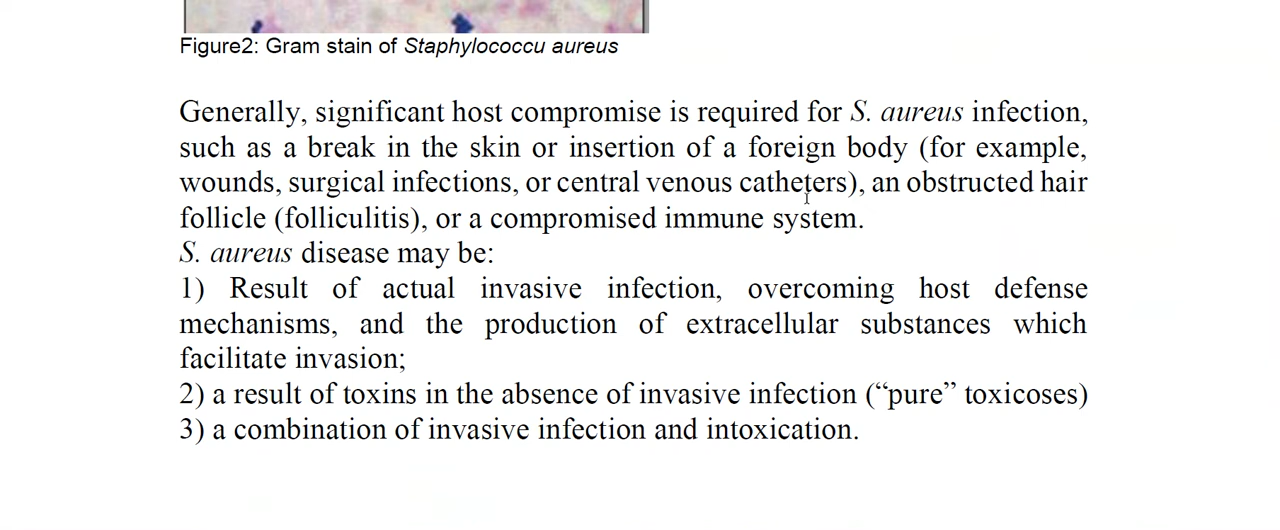 Figure2: Gram stain of Staphylococcu aureus
Generally, significant host compromise is required for S. aureus infection,
such as a break in the skin or insertion of a foreign body (for example,
wounds, surgical infections, or central venous catheters), an obstructed hair
follicle (folliculitis), or a compromised immune system.
S. aureus disease may be:
1) Result of actual invasive infection, overcoming host defense
mechanisms, and the production of extracellular substances which
facilitate invasion;
2) a result of toxins in the absence of invasive infection (“pure” toxicoses)
3) a combination of invasive infection and intoxication.